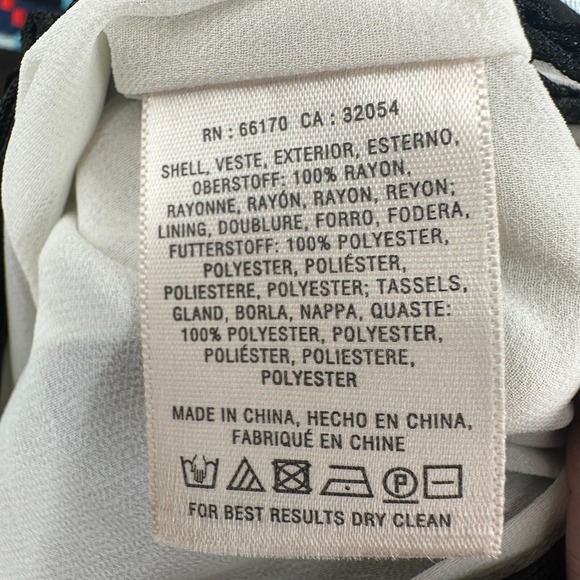 RN : 66170 CA : 32054
SHELL, VESTE, EXTERIOR, ESTERNO,
OBERSTOFF: 100% RAYON,
RAYONNE, RAYÓN, RAYON, REYON;
LINING, DOUBLURE, FORRO, FODERA,
FUTTERSTOFF: 100% POLYESTER,
POLYESTER, POLIÉSTER,
POLIESTERE, POLYESTER; TASSELS,
GLAND, BORLA, NAPPA, QUASTE:
100% POLYESTER, POLYESTER,
POLIÉSTER, POLIESTERE,
POLYESTER
MADE IN CHINA, HECHO EN CHINA,
FABRIQUÉ EN CHINE
P
FOR BEST RESULTS DRY CLEAN